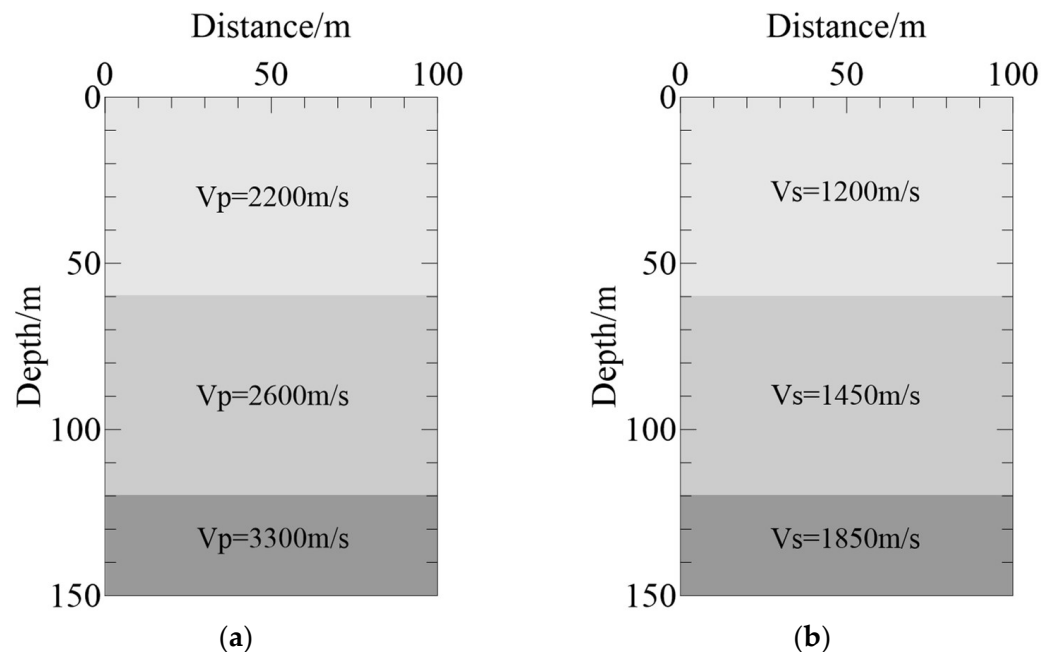 Distance/m
0 50 100
0
50
100
150
Depth/m
Vp=2200m/s
Vp=2600m/s
Vp=3300m/s
(a)
Distance/m
0 50 100
0
50
100
150
Depth/m
Vs=1200m/s
Vs=1450m/s
Vs=1850m/s
(b)